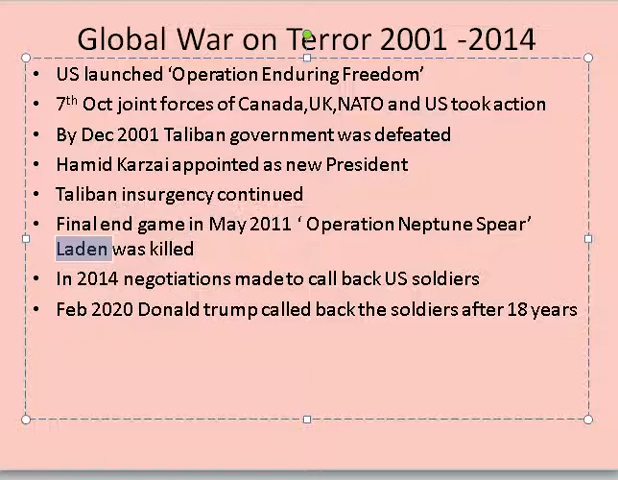 Global War on Terror 2001 -2014
• US launched ‘Operation Enduring Freedom’
• 7th Oct joint forces of Canada,UK,NATO and US took action
• By Dec 2001 Taliban government was defeated
• Hamid Karzai appointed as new President
• Taliban insurgency continued
• Final end game in May 2011 ‘ Operation Neptune Spear’
Laden was killed
• In 2014 negotiations made to call back US soldiers
• Feb 2020 Donald trump called back the soldiers after 18 years